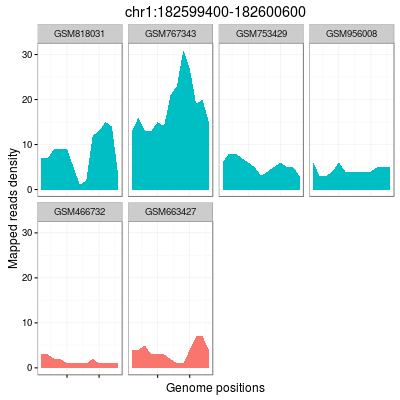 chr1:182599400-182600600
GSM818031 GSM767343 GSM753429 GSM956008
30
20
10
0
Mapped reads density
GSM466732 GSM663427
30
20
10
0
Genome positions